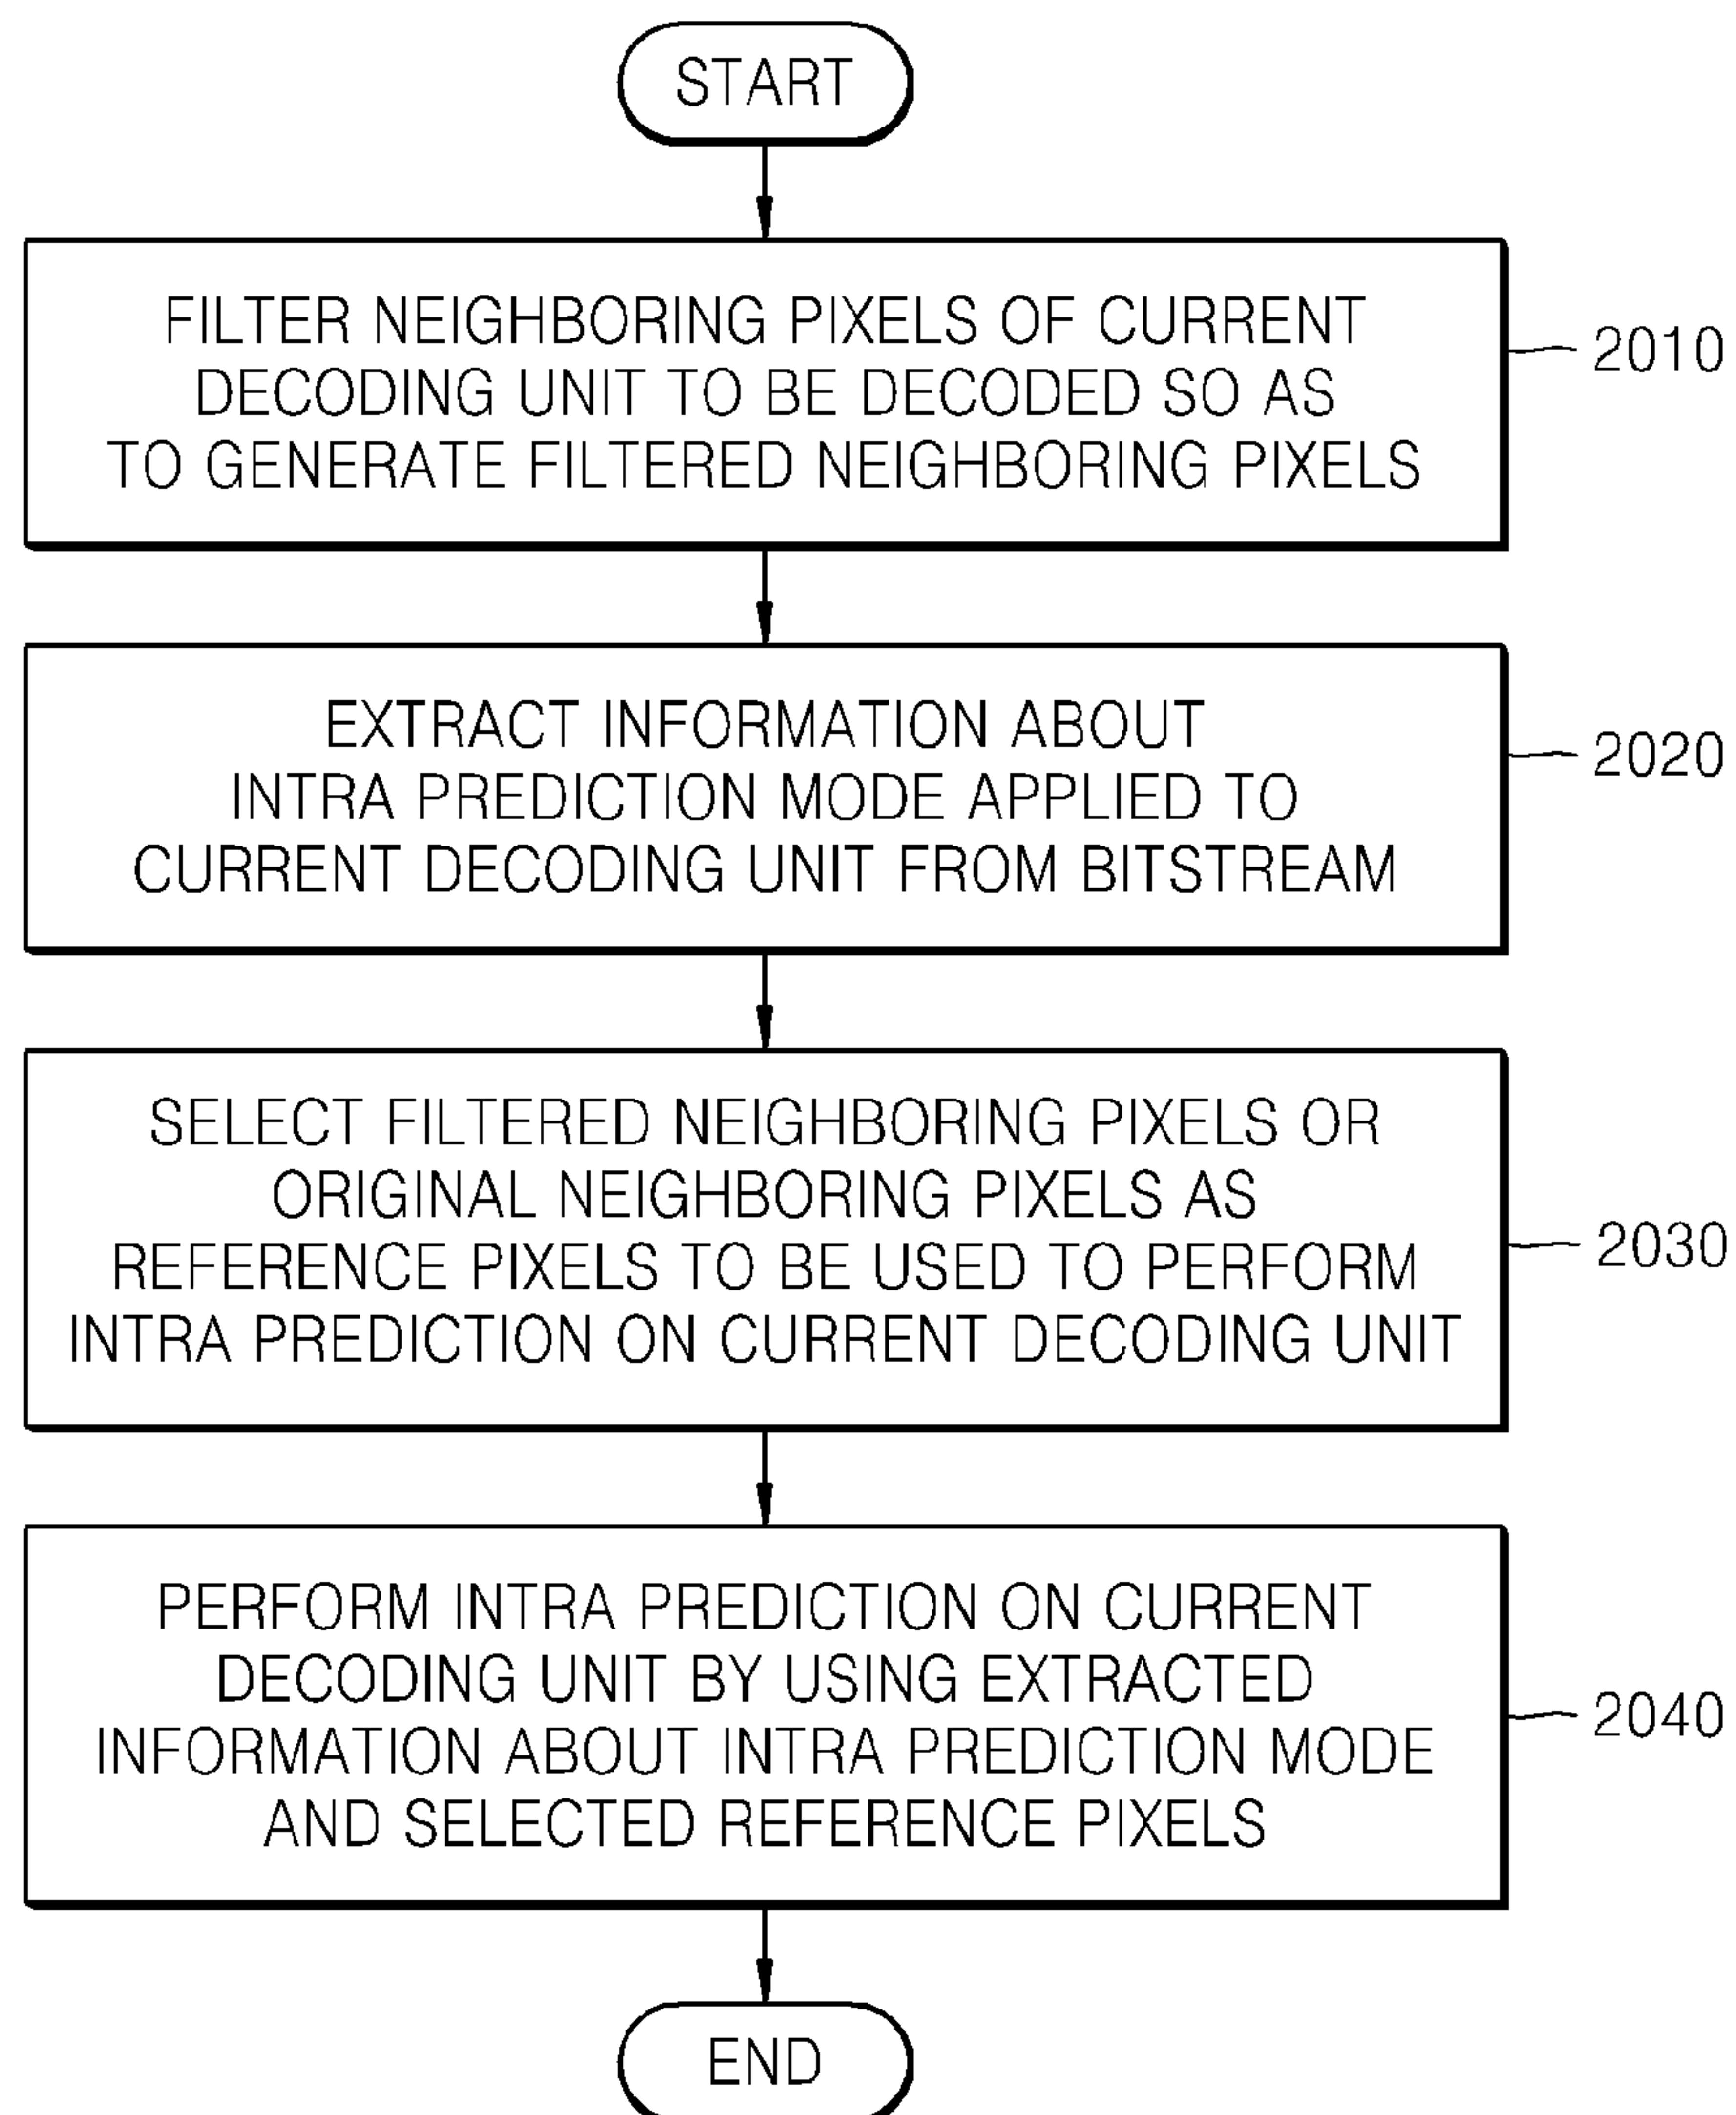 START
FILTER NEIGHBORING PIXELS OF CURRENT
DECODING UNIT TO BE DECODED SO AS
TO GENERATE FILTERED NEIGHBORING PIXELS
2010
EXTRACT INFORMATION ABOUT
INTRA PREDICTION MODE APPLIED TO
CURRENT DECODING UNIT FROM BITSTREAM
2020
SELECT FILTERED NEIGHBORING PIXELS OR
ORIGINAL NEIGHBORING PIXELS AS
REFERENCE PIXELS TO BE USED TO PERFORM
INTRA PREDICTION ON CURRENT DECODING UNIT
2030
PERFORM INTRA PREDICTION ON CURRENT
DECODING UNIT BY USING EXTRACTED
INFORMATION ABOUT INTRA PREDICTION MODE
AND SELECTED REFERENCE PIXELS
2040
END